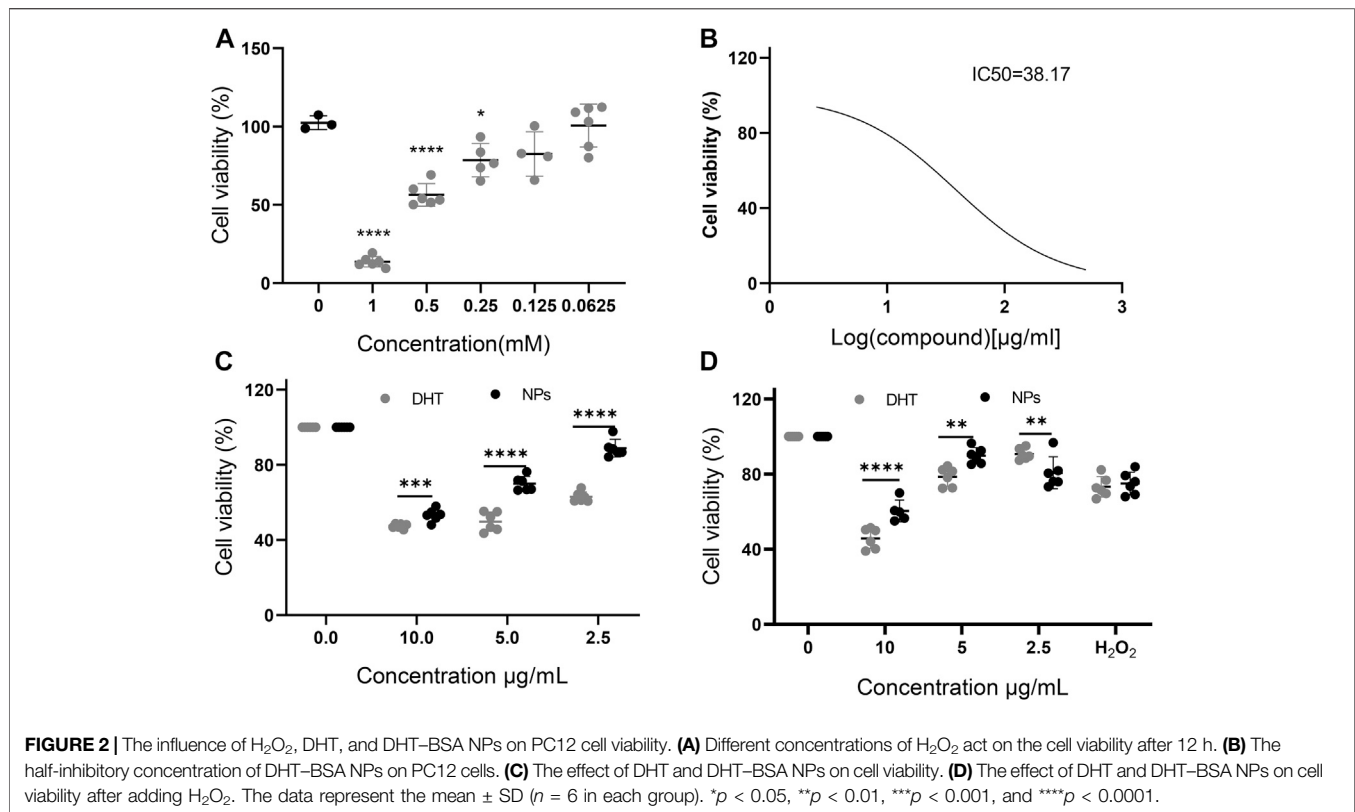 A
150
100
50
0
Cell viability (%)
****
****
*
0 1 0.5 0.25 0.125 0.0625
Concentration(mM)
B
120
80
40
0
Cell viability (%)
IC50=38.17
0 1 2 3
Log(compound)[µg/ml]
C
120
80
40
0
Cell viability (%)
DHT NPs
***
****
****
0.0 10.0 5.0 2.5
Concentration µg/mL
D
120
80
40
0
Cell viability (%)
DHT NPs
****
**
**
0 10 5 2.5 H₂O₂
Concentration µg/mL
FIGURE 2 | The influence of H₂O₂, DHT, and DHT–BSA NPs on PC12 cell viability. (A) Different concentrations of H₂O₂ act on the cell viability after 12 h. (B) The
half-inhibitory concentration of DHT–BSA NPs on PC12 cells. (C) The effect of DHT and DHT–BSA NPs on cell viability. (D) The effect of DHT and DHT–BSA NPs on cell
viability after adding H₂O₂. The data represent the mean ± SD (n = 6 in each group). *p < 0.05, **p < 0.01, ***p < 0.001, and ****p < 0.0001.